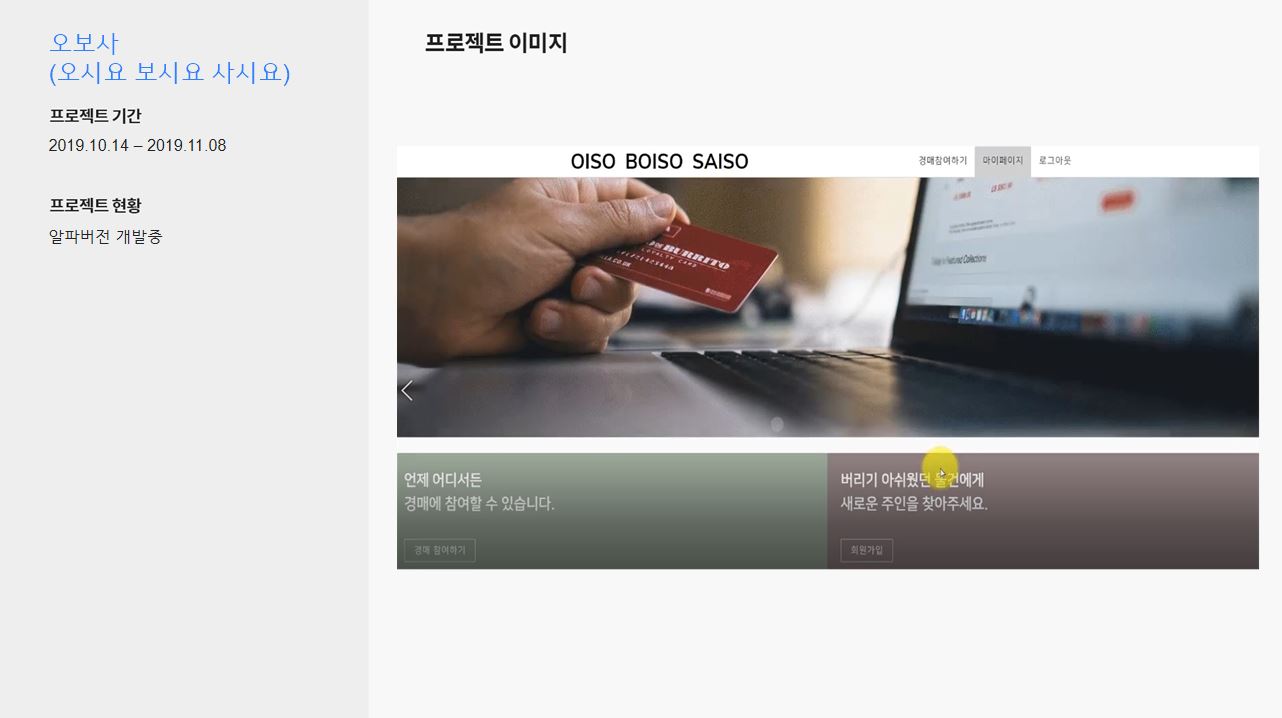 오보사
(오시요 보시요 사시요)
프로젝트 기간
2019.10.14 – 2019.11.08
프로젝트 현황
알파버전 개발중
프로젝트 이미지
OISO BOISO SAISO
경매참여하기
마이페이지
로그아웃
BURRITO
LOYALTY CARD
Featured Collections
언제 어디서든
경매에 참여할 수 있습니다.
경매 참여하기
버리기 아쉬웠던 물건에게
새로운 주인을 찾아주세요.
회원가입